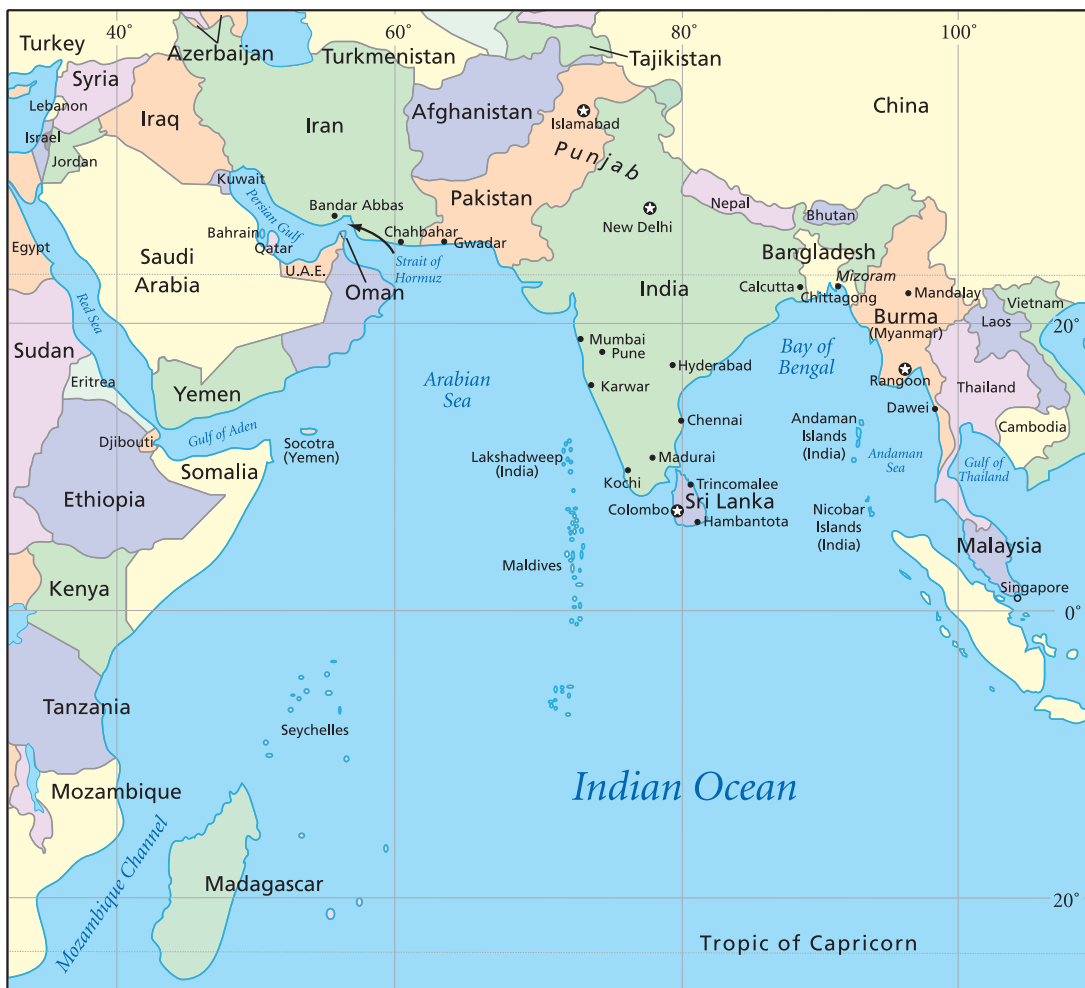 40°
60°
80°
100°
Turkey
Azerbaijan
Turkmenistan
Tajikistan
Syria
Afghanistan
China
Lebanon
Iraq
Iran
Islamabad
Israel
Punjab
Jordan
Kuwait
Pakistan
Nepal
Bhutan
Persian Gulf
Bandar Abbas
New Delhi
Egypt
Bahrain
Qatar
Chahbahar
Gwadar
Saudi
Arabia
U.A.E.
Strait of
Hormuz
Bangladesh
Mizoram
Oman
India
Calcutta
Chittagong
Mandalay
Vietnam
Red Sea
Burma
(Myanmar)
Laos
20°
Sudan
Mumbai
Pune
Bay of
Bengal
Hyderabad
Rangoon
Eritrea
Yemen
Arabian
Sea
Karwar
Thailand
Dawei
Djibouti
Gulf of Aden
Socotra
(Yemen)
Chennai
Andaman
Islands
(India)
Cambodia
Somalia
Lakshadweep
(India)
Madurai
Andaman
Sea
Gulf of
Thailand
Ethiopia
Kochi
Trincomalee
Colombo
Sri Lanka
Hambantota
Nicobar
Islands
(India)
Malaysia
Maldives
Kenya
Singapore
0°
Tanzania
Seychelles
Indian Ocean
Mozambique
Mozambique Channel
Madagascar
20°
Tropic of Capricorn